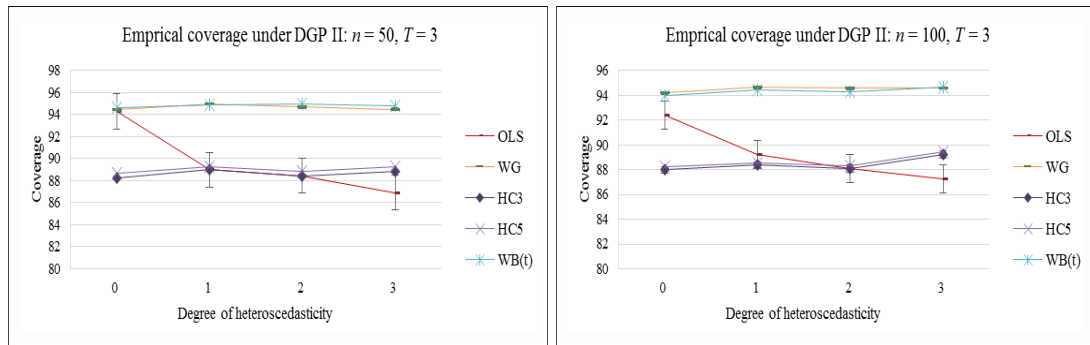 Emprical coverage under DGP II: n = 50, T = 3
98
96
94
92
90
88
86
84
82
80
Coverage
0 1 2 3
Degree of heteroscedasticity
OLS
WG
HC3
HC5
WB(t)
Emprical coverage under DGP II: n = 100, T = 3
96
94
92
90
88
86
84
82
80
Coverage
0 1 2 3
Degree of heteroscedasticity
OLS
WG
HC3
HC5
WB(t)